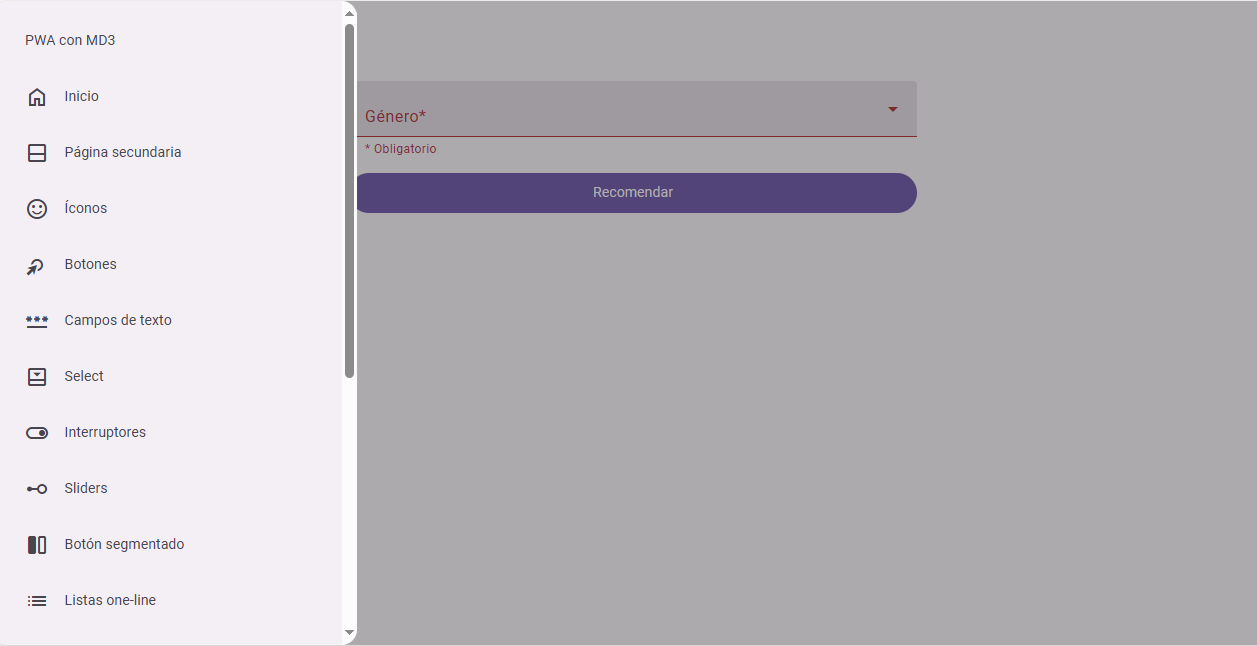 PWA con MD3
Inicio
Página secundaria
Íconos
Botones
Campos de texto
Select
Interruptores
Sliders
Botón segmentado
Listas one-line
Género*
* Obligatorio
Recomendar